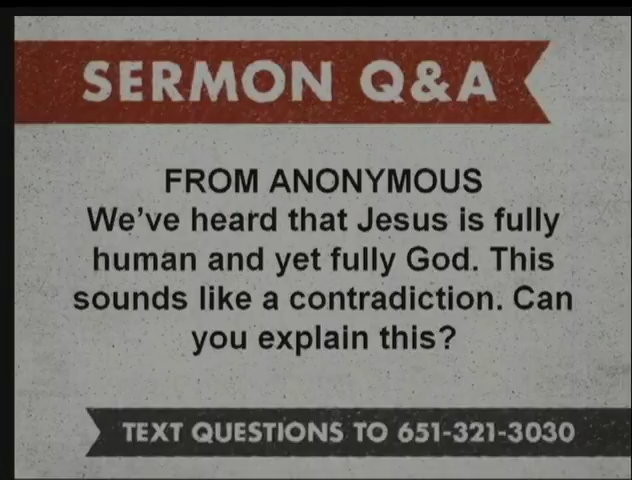 SERMON Q&A
FROM ANONYMOUS
We've heard that Jesus is fully
human and yet fully God. This
sounds like a contradiction. Can
you explain this?
TEXT QUESTIONS TO 651-321-3030